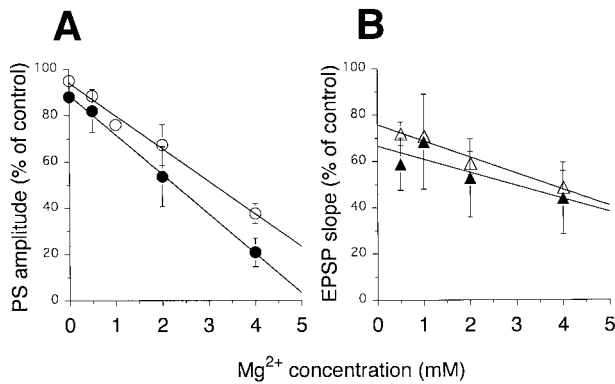 A
B
PS amplitude (% of control)
100
80
60
40
20
0
0 1 2 3 4 5
EPSP slope (% of control)
100
80
60
40
20
0
0 1 2 3 4 5
Mg²⁺ concentration (mM)